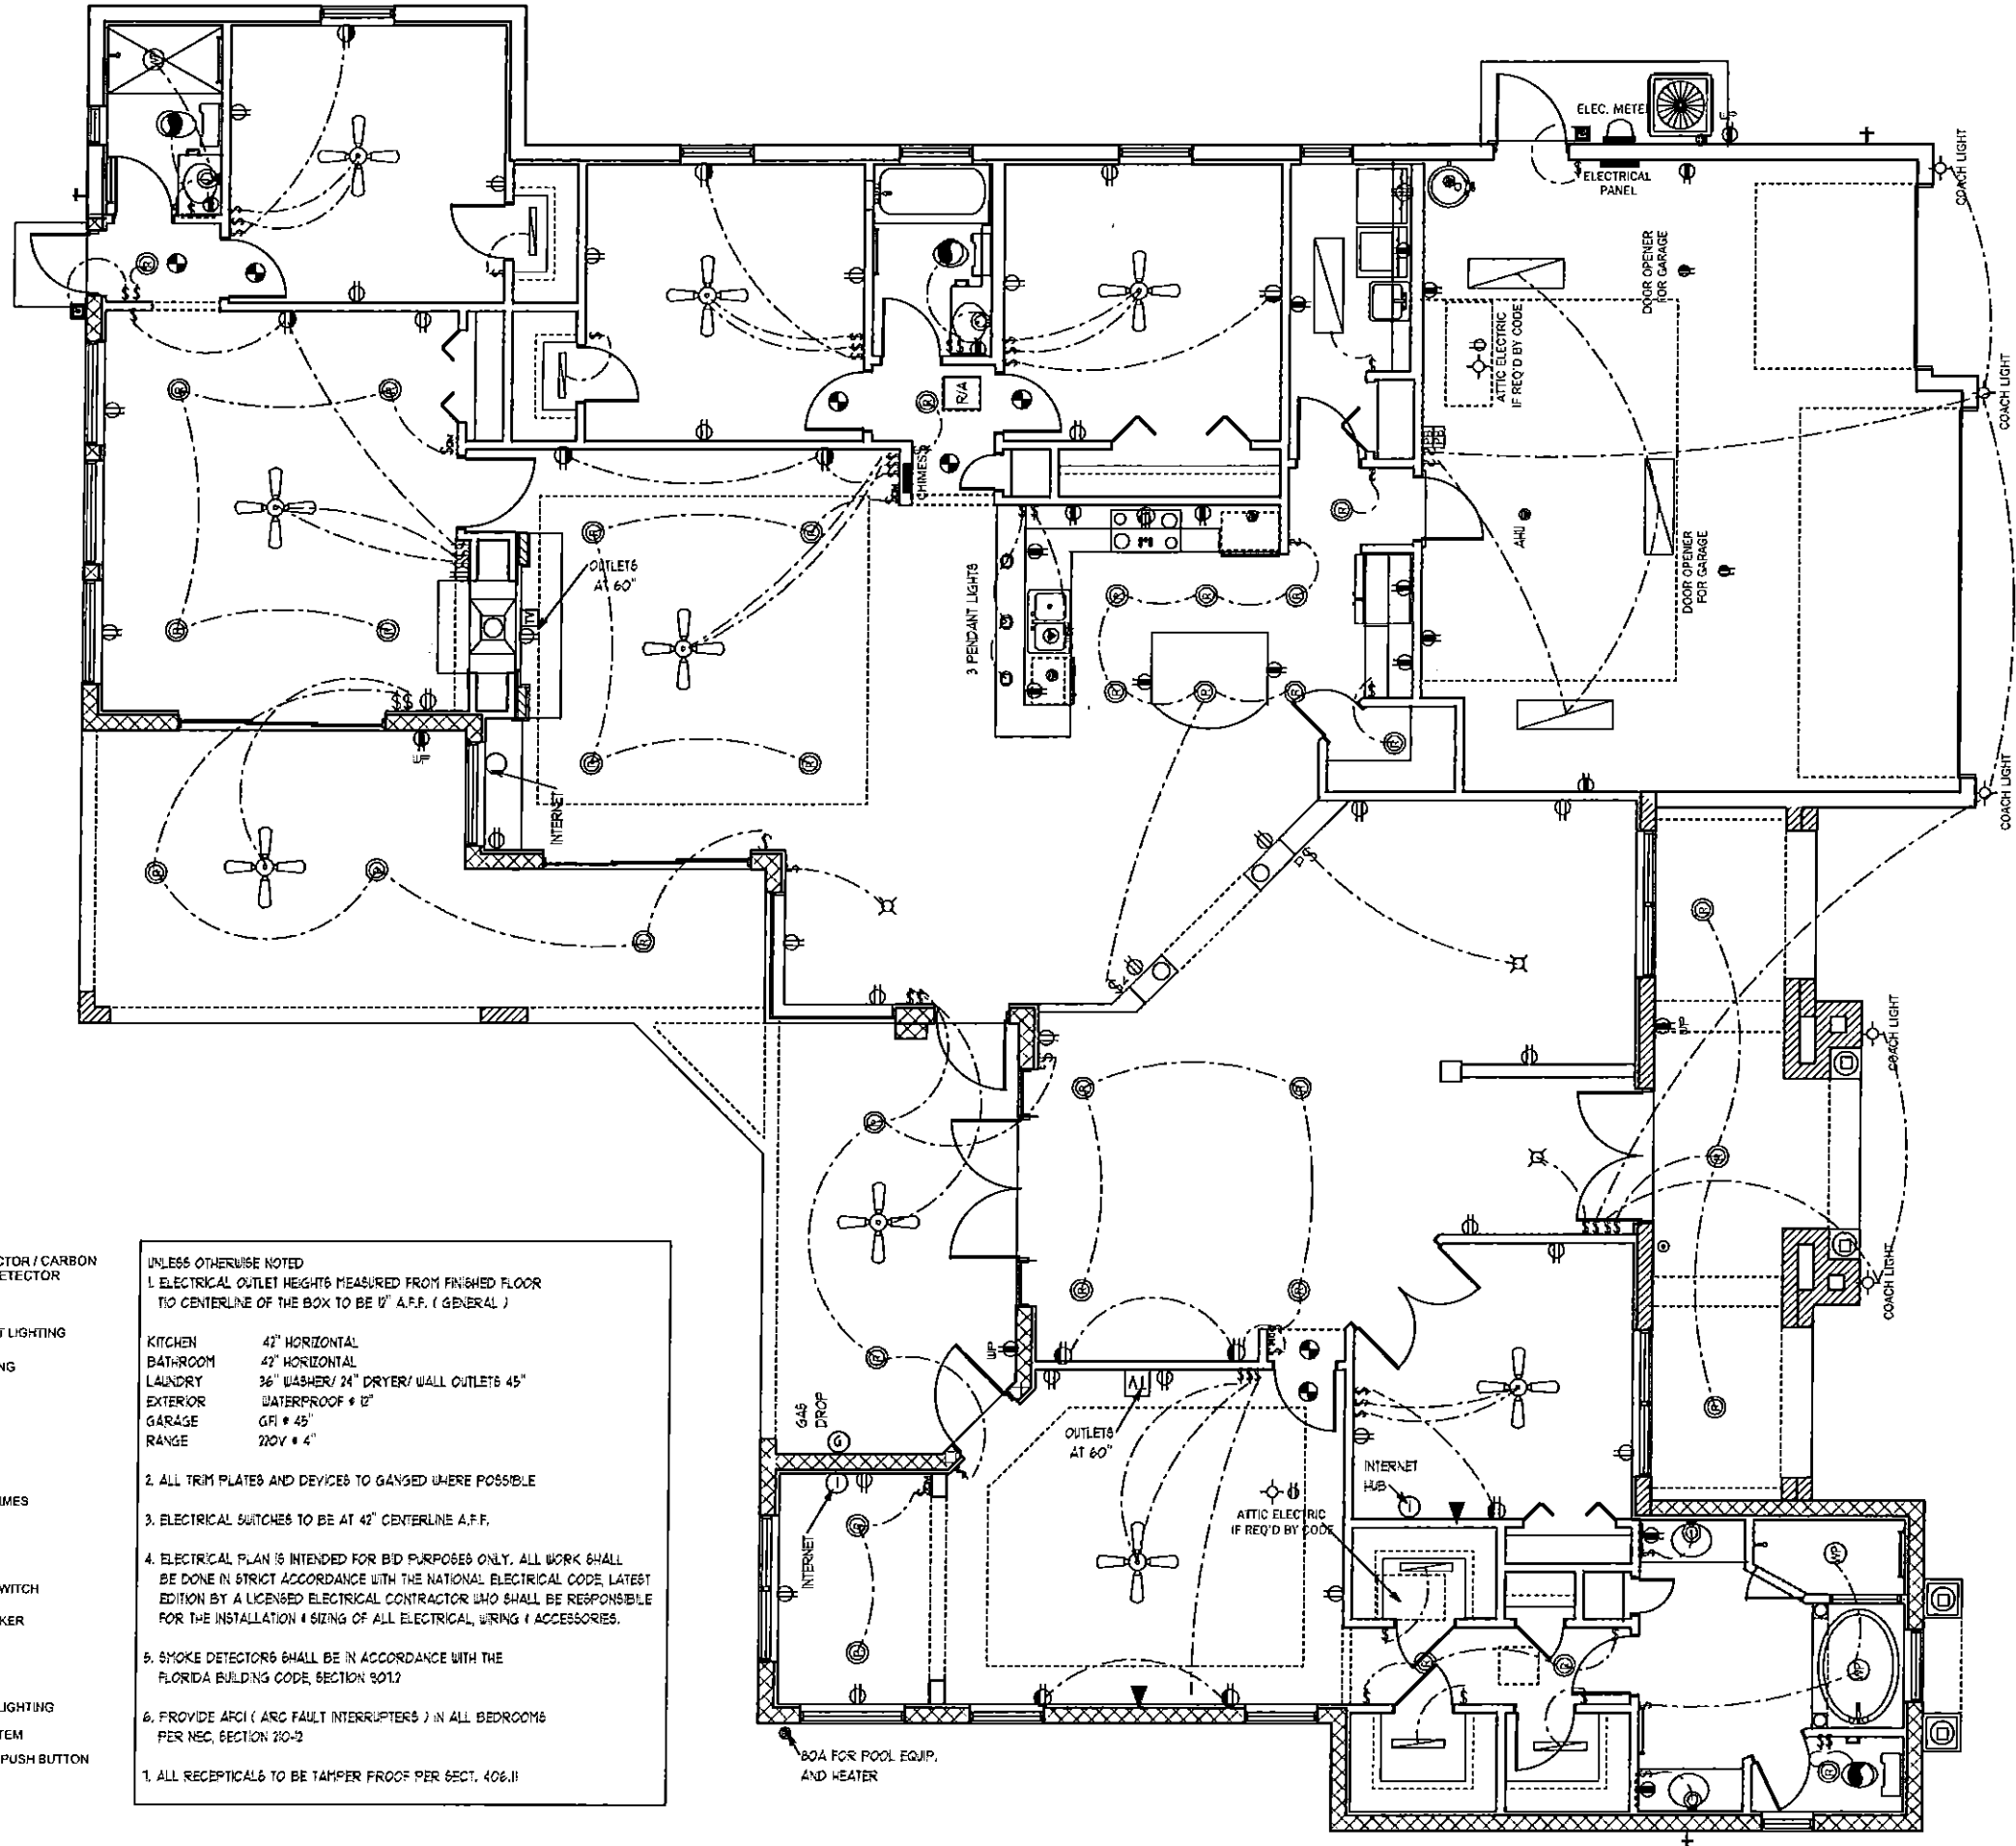 ELEC. METE
ELECTRICAL
PANEL
COACH LIGHT
DOOR OPENER
FOR GARAGE
ATTIC ELECTRIC
IF REQ'D BY CODE
COACH LIGHT
R/A
CHIMES
AHU
DOOR OPENER
FOR GARAGE
OUTLETS
AT 60"
TV
3 PENDANT LIGHTS
INTERNET
WP
COACH LIGHT
WP
COACH LIGHT
COACH LIGHT
WP
GAS
DROP
G
TV
OUTLETS
AT 60"
INTERNET
HUB
I
INTERNET
I
ATTIC ELECTRIC
IF REQ'D BY CODE
WP
WP
80A FOR POOL EQUIP.
AND HEATER
CTOR / CARBON
ETECTOR
T LIGHTING
NG
IMES
WITCH
KER
LIGHTING
TEM
PUSH BUTTON
UNLESS OTHERWISE NOTED
1. ELECTRICAL OUTLET HEIGHTS MEASURED FROM FINISHED FLOOR
TIO CENTERLINE OF THE BOX TO BE 12" A.F.F. ( GENERAL )
KITCHEN 42" HORIZONTAL
BATHROOM 42" HORIZONTAL
LAUNDRY 36" WASHER/ 24" DRYER/ WALL OUTLETS 45"
EXTERIOR WATERPROOF @ 12"
GARAGE GFI @ 45"
RANGE 220V @ 4"
2. ALL TRIM PLATES AND DEVICES TO GANGED WHERE POSSIBLE
3. ELECTRICAL SWITCHES TO BE AT 42" CENTERLINE A.F.F.
4. ELECTRICAL PLAN IS INTENDED FOR BID PURPOSES ONLY. ALL WORK SHALL
BE DONE IN STRICT ACCORDANCE WITH THE NATIONAL ELECTRICAL CODE, LATEST
EDITION BY A LICENSED ELECTRICAL CONTRACTOR WHO SHALL BE RESPONSIBLE
FOR THE INSTALLATION & SIZING OF ALL ELECTRICAL, WIRING & ACCESSORIES.
5. SMOKE DETECTORS SHALL BE IN ACCORDANCE WITH THE
FLORIDA BUILDING CODE, SECTION 907.2
6. PROVIDE AFCI ( ARC FAULT INTERRUPTERS ) IN ALL BEDROOMS
PER NEC, SECTION 210-12
7. ALL RECEPTICALS TO BE TAMPER PROOF PER SECT. 406.11